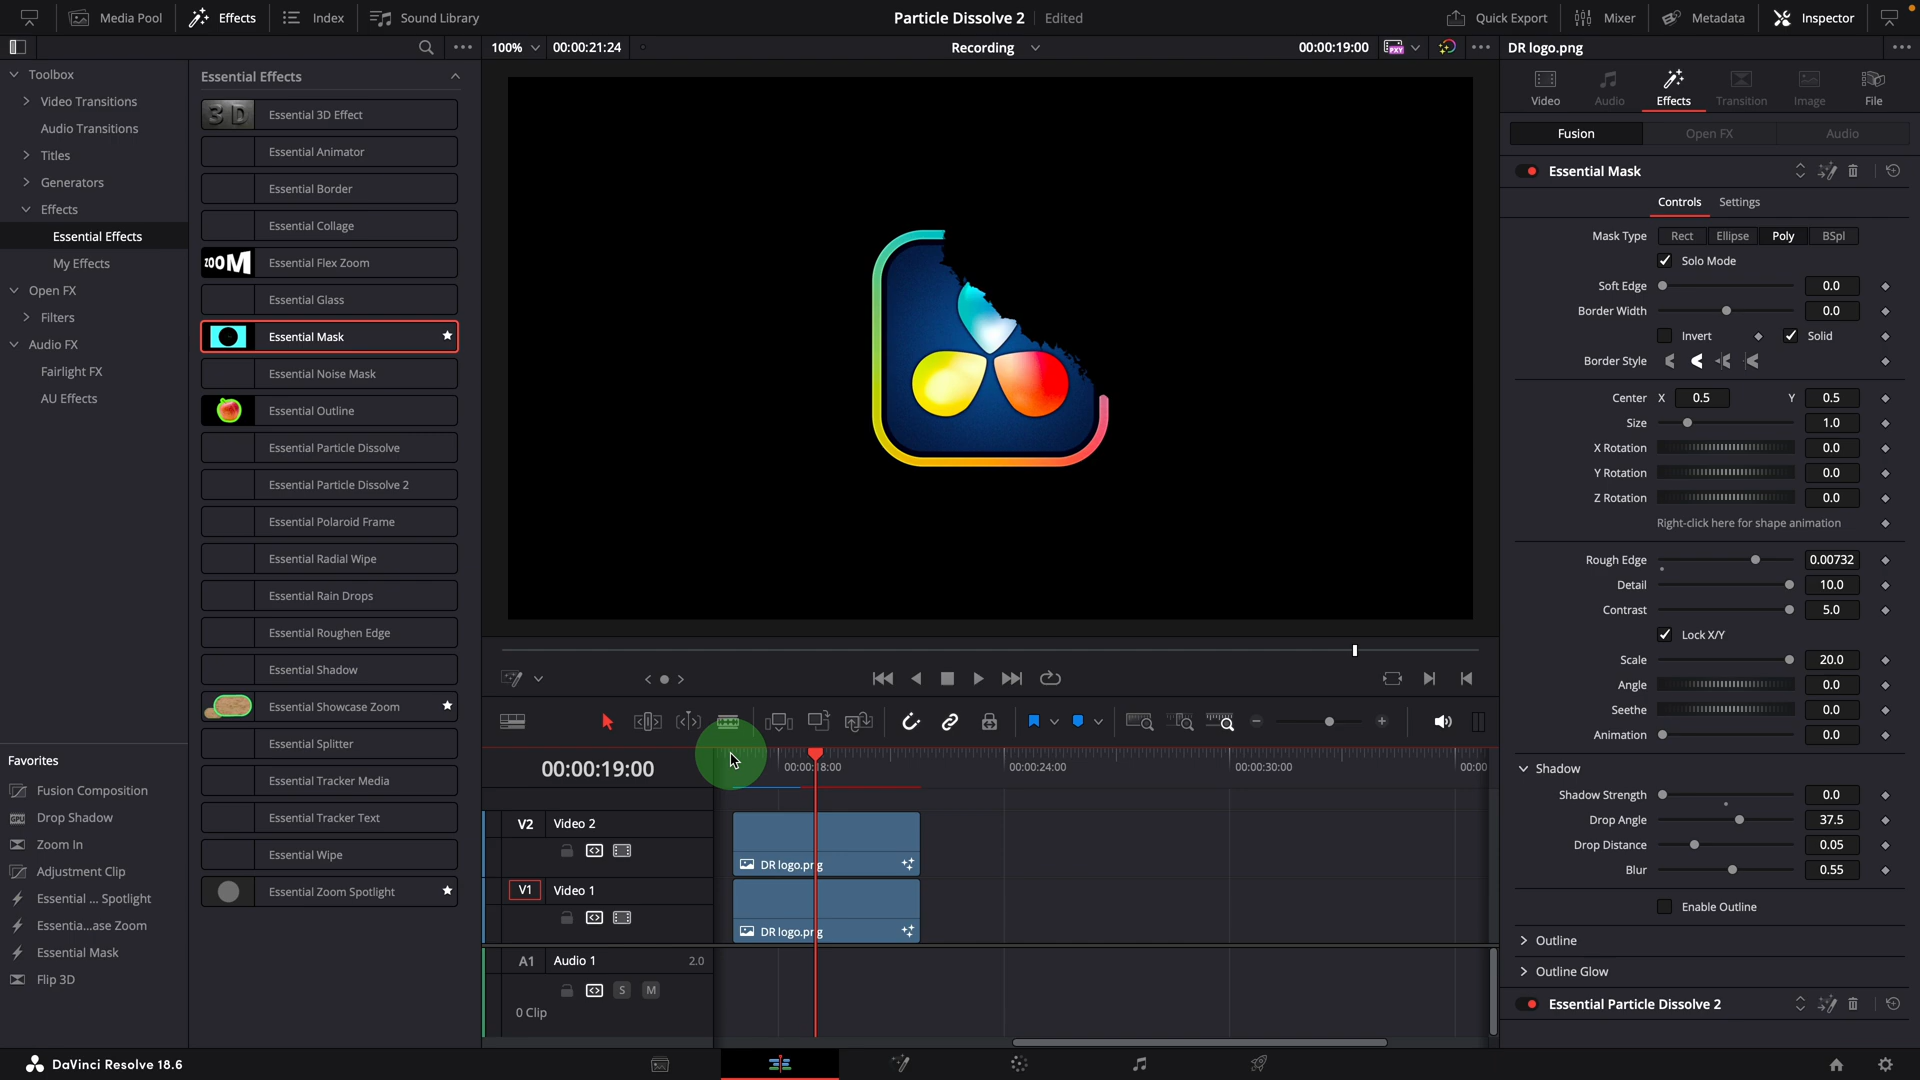 Media Pool
Effects
Index
Sound Library
Particle Dissolve 2
Edited
Quick Export
Mixer
Metadata
Inspector
100%
00:00:21:24
Recording
00:00:19:00
DR logo.png
Toolbox
Video Transitions
Audio Transitions
Titles
Generators
Effects
Essential Effects
My Effects
Open FX
Filters
Audio FX
Fairlight FX
AU Effects
Favorites
Fusion Composition
Drop Shadow
Zoom In
Adjustment Clip
Essential ... Spotlight
Essentia...ase Zoom
Essential Mask
Flip 3D
Essential Effects
3D Essential 3D Effect
Essential Animator
Essential Border
Essential Collage
ZOOM Essential Flex Zoom
Essential Glass
Essential Mask
Essential Noise Mask
Essential Outline
Essential Particle Dissolve
Essential Particle Dissolve 2
Essential Polaroid Frame
Essential Radial Wipe
Essential Rain Drops
Essential Roughen Edge
Essential Shadow
Essential Showcase Zoom
Essential Splitter
Essential Tracker Media
Essential Tracker Text
Essential Wipe
Essential Zoom Spotlight
00:00:19:00
00:00:18:00
00:00:24:00
00:00:30:00
00:00
V2 Video 2
DR logo.png
V1 Video 1
DR logo.png
A1 Audio 1 2.0
S M
0 Clip
Video
Audio
Effects
Transition
Image
File
Fusion
Open FX
Audio
Essential Mask
Controls Settings
Mask Type Rect Ellipse Poly BSpl
Solo Mode
Soft Edge 0.0
Border Width 0.0
Invert Solid
Border Style
Center X 0.5 Y 0.5
Size 1.0
X Rotation 0.0
Y Rotation 0.0
Z Rotation 0.0
Right-click here for shape animation
Rough Edge 0.00732
Detail 10.0
Contrast 5.0
Lock X/Y
Scale 20.0
Angle 0.0
Seethe 0.0
Animation 0.0
Shadow
Shadow Strength 0.0
Drop Angle 37.5
Drop Distance 0.05
Blur 0.55
Enable Outline
Outline
Outline Glow
Essential Particle Dissolve 2
DaVinci Resolve 18.6